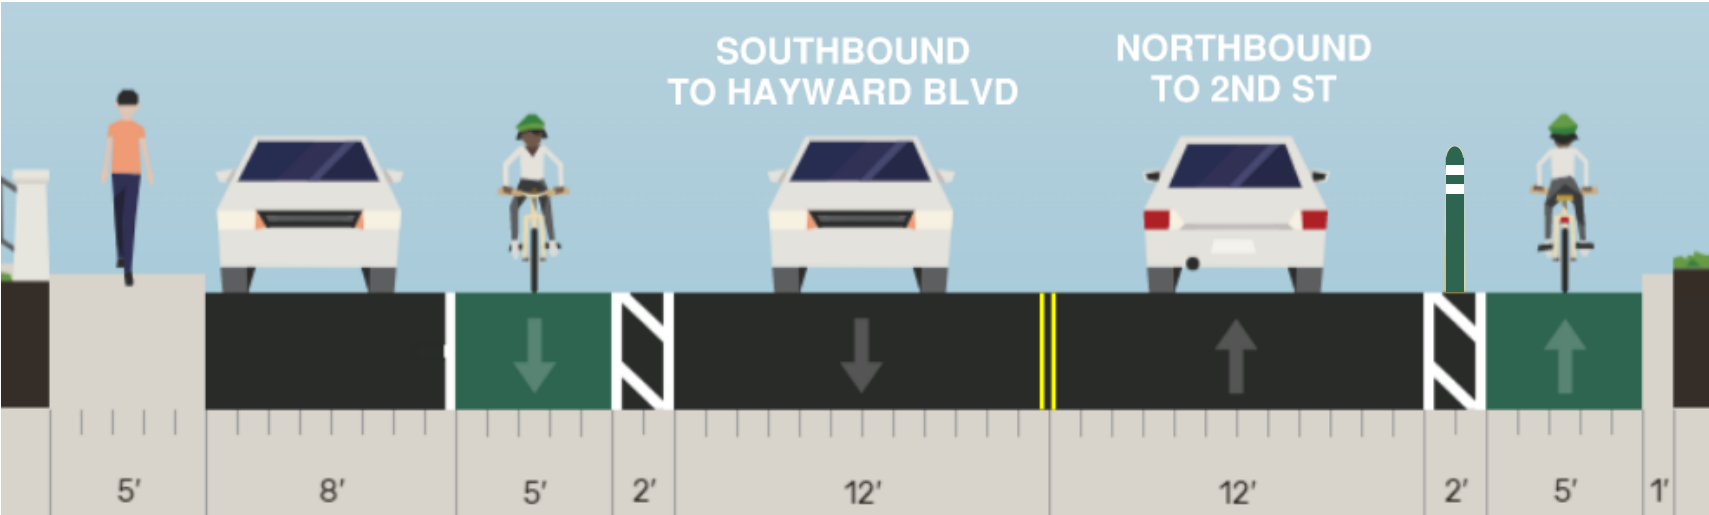 SOUTHBOUND
TO HAYWARD BLVD
NORTHBOUND
TO 2ND ST
5′
8′
5′
2′
12′
12′
2′
5′
1′